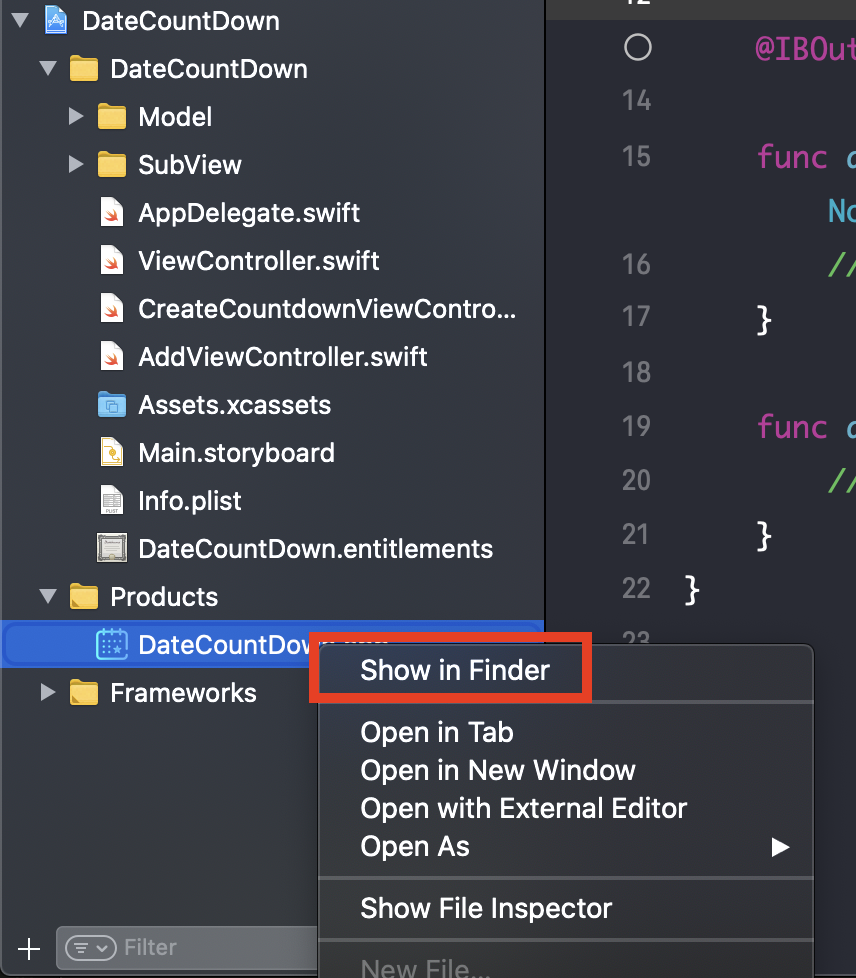 DateCountDown
DateCountDown
Model
SubView
AppDelegate.swift
ViewController.swift
CreateCountdownViewContro...
AddViewController.swift
Assets.xcassets
Main.storyboard
Info.plist
DateCountDown.entitlements
Products
Frameworks
Filter
12
@IBOut
14
15 func
No
16 //
17 }
18
19 func
20 //
21 }
22 }
23
Show in Finder
Open in Tab
Open in New Window
Open with External Editor
Open As
Show File Inspector
New File...